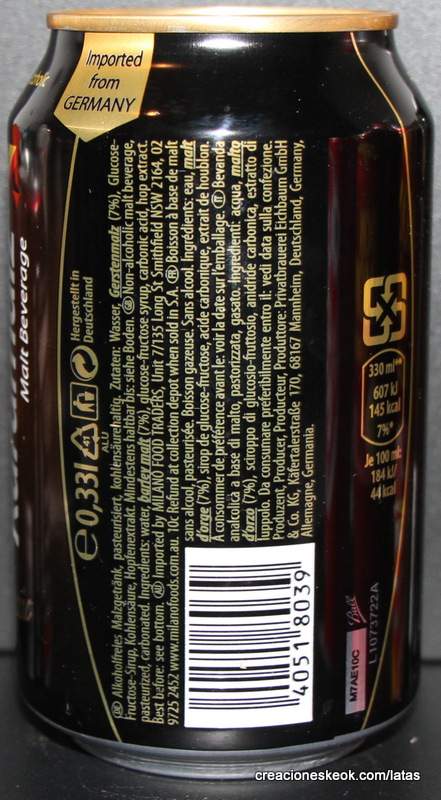 Imported
from
GERMANY
Malt Beverage
Hergestellt in
Deutschland
e 0,33l
41
ALU
Alkoholfreies Malzgetränk, pasteurisiert, kohlensäurehaltig. Zutaten: Wasser, Gerstenmalz (7%), Glucose-
Fructose-Sirup, Kohlensäure, Hopfenextrakt. Mindestens haltbar bis: siehe Boden. Non-alcoholic malt beverage,
pasteurized, carbonated. Ingredients: water, barley malt (7%), glucose-fructose syrup, carbonic acid, hop extract.
Best before: see bottom. Imported by MILANO FOOD TRADERS, Unit 7/135 Long St Smithfield NSW 2164, 02
9725 2452 www.milanofoods.com.au. 10c Refund at collection depot when sold in S.A. Boisson à base de malt
sans alcool, pasteurisée. Boisson gazeuse. Sans alcool. Ingrédients: eau, malt
d'orge (7%), sirop de glucose-fructose, acide carbonique, extrait de houblon.
À consommer de préférence avant le: voir la date sur l'emballage. Bevanda
analcolica a base di malto, pastorizzata, gasata. Ingredienti: acqua, malto
d'orzo (7%), sciroppo di glucosio-fruttosio, anidride carbonica, estratto di
luppolo. Da consumare preferibilmente entro il: vedi data sulla confezione.
Produzent, Producer, Producteur, Produttore: Privatbrauerei Eichbaum GmbH
& Co. KG, Käfertalerstraße 170, 68167 Mannheim, Deutschland, Germany,
Allemagne, Germania.
4051 8039
330 ml**
607 kJ
145 kcal
7%*
Je 100 ml:
184 kJ/
44 kcal
M7AE10C
Ball
L1073722A
creacioneskeok.com/latas